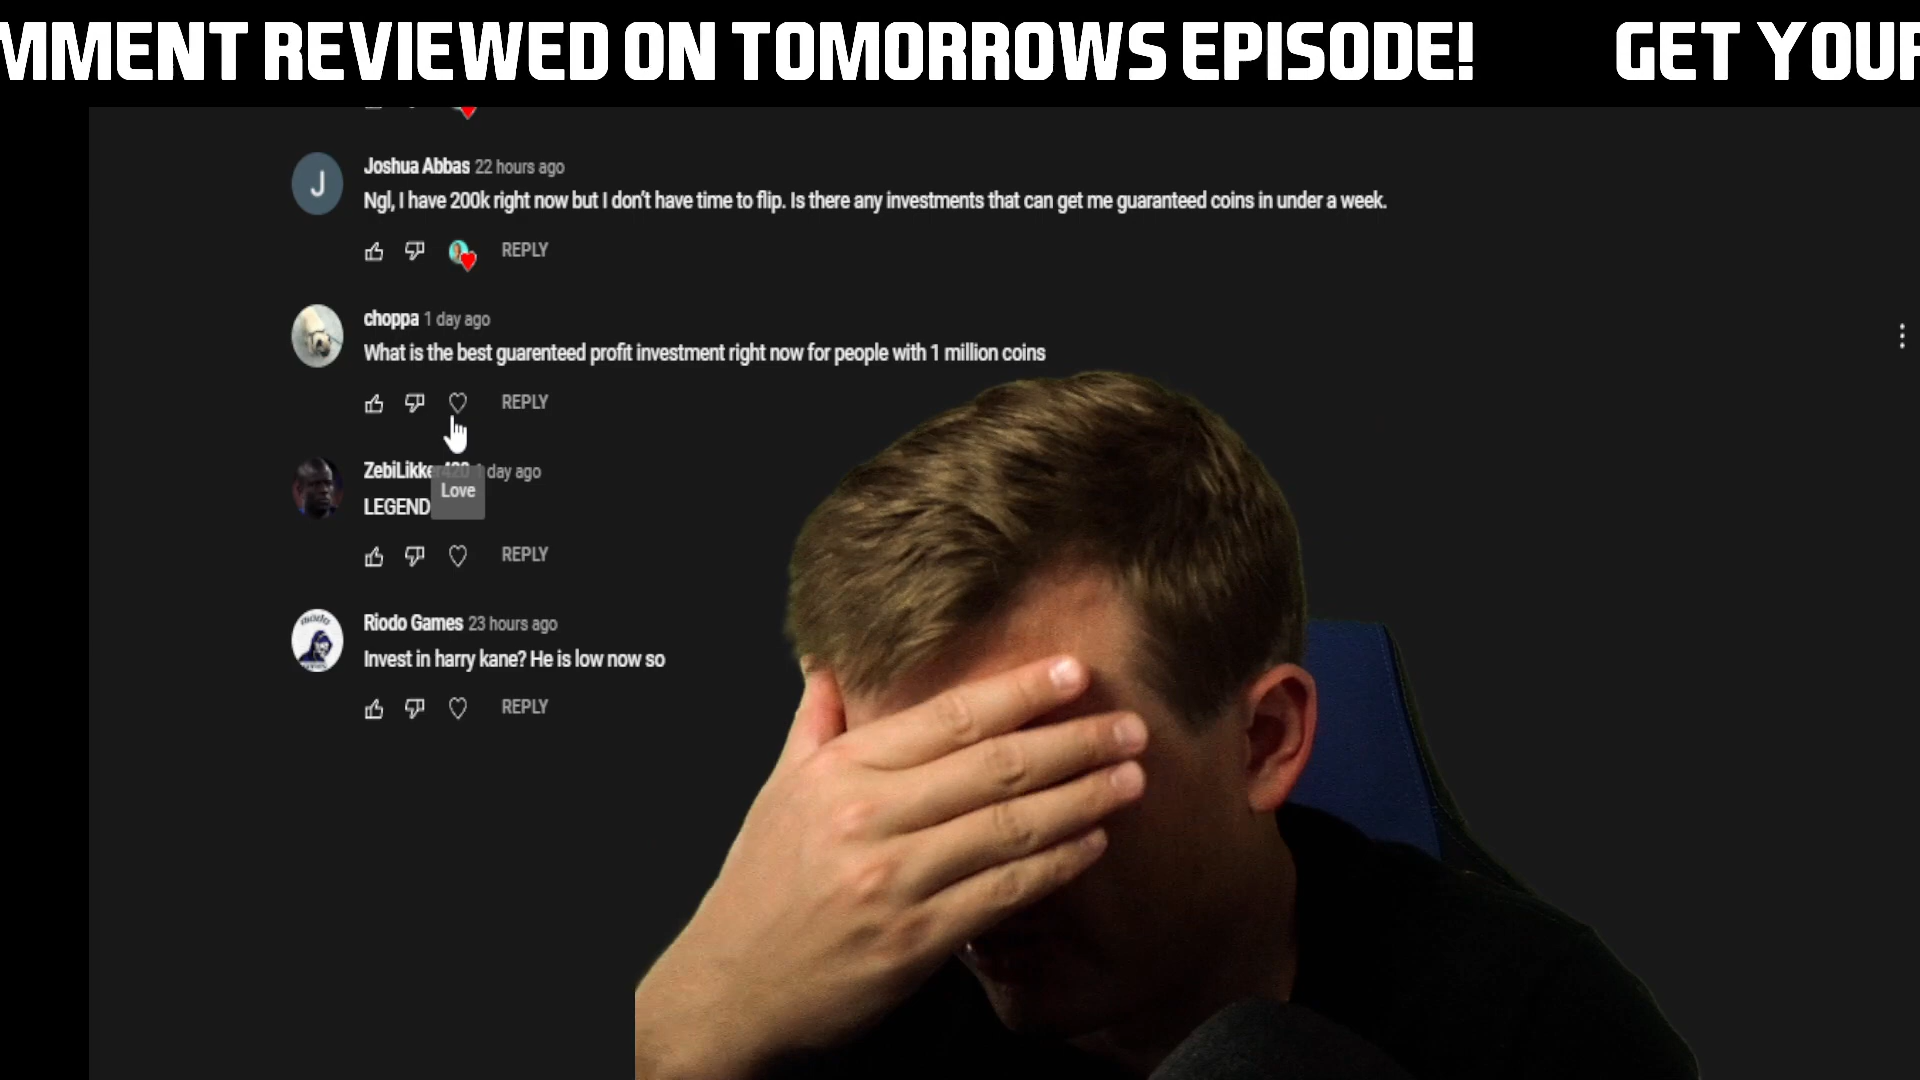 MMENT REVIEWED ON TOMORROWS EPISODE! GET YOUR
J
Joshua Abbas 22 hours ago
Ngl, I have 200k right now but I don't have time to flip. Is there any investments that can get me guaranteed coins in under a week.
REPLY
choppa 1 day ago
What is the best guarenteed profit investment right now for people with 1 million coins
REPLY
ZebiLikker420 1 day ago
Love
LEGEND
REPLY
Riodo Games 23 hours ago
Invest in harry kane? He is low now so
REPLY